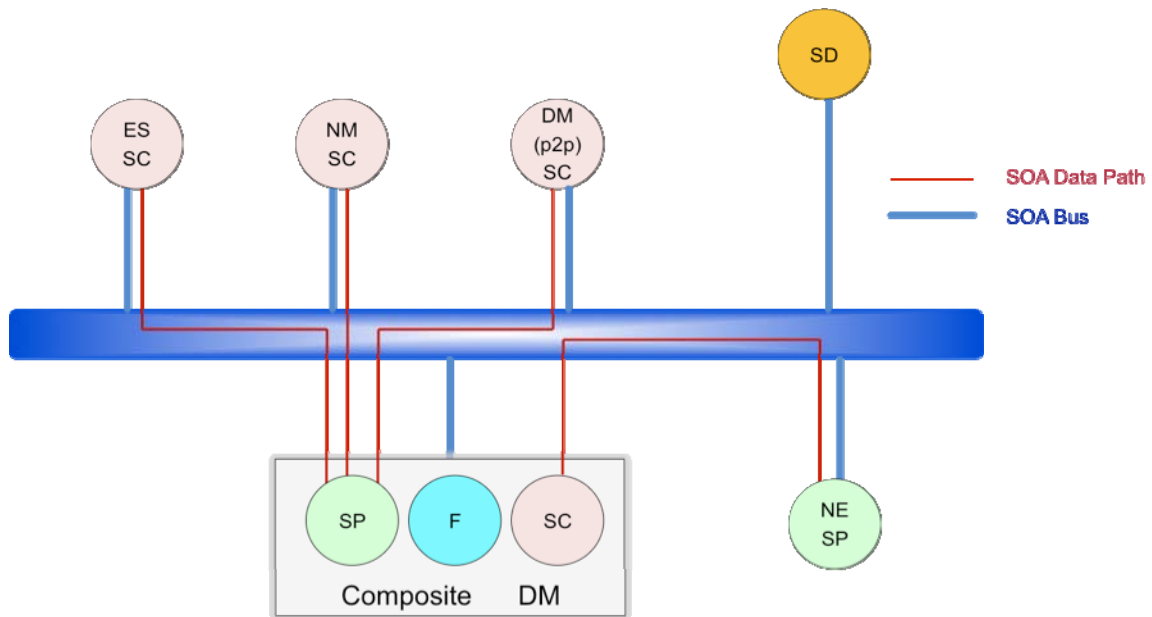 SD
ES
SC
NM
SC
DM
(p2p)
SC
SOA Data Path
SOA Bus
SP
F
SC
NE
SP
Composite DM